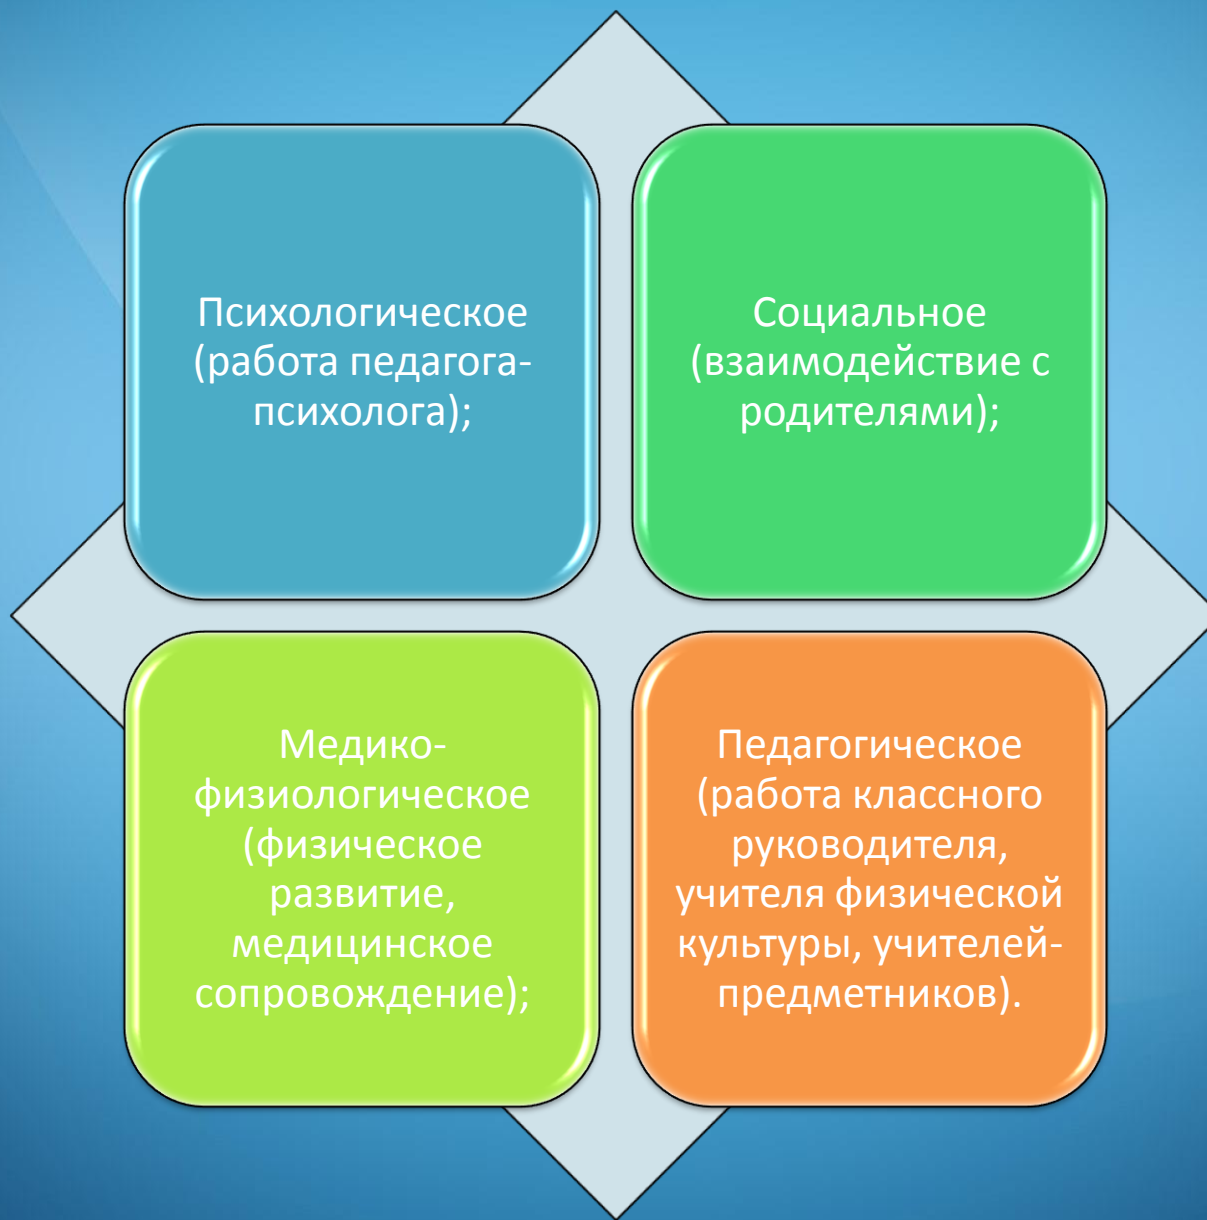 Психологическое
(работа педагога-
психолога);
Социальное
(взаимодействие с
родителями);
Медико-
физиологическое
(физическое
развитие,
медицинское
сопровождение);
Педагогическое
(работа классного
руководителя,
учителя физической
культуры, учителей-
предметников).